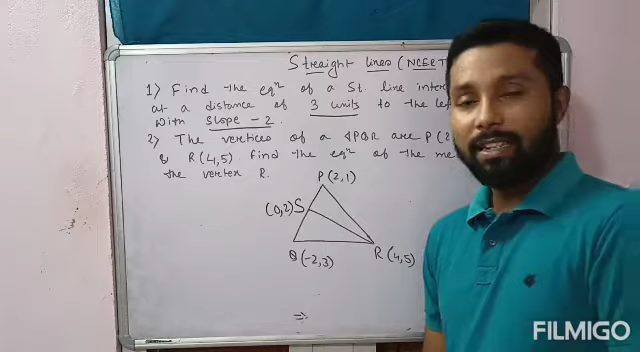 Straight lines (NCERT
1) Find the eqⁿ of a St. line inter
at a distance of 3 units to the lef
with slope -2.
2) The vertices of a △PQR are P(2
& R(4,5). Find the eqⁿ of the me
the vertex R.
P(2,1)
(0,2)S
Q(-2,3)
R(4,5)
⇒
FILMIGO